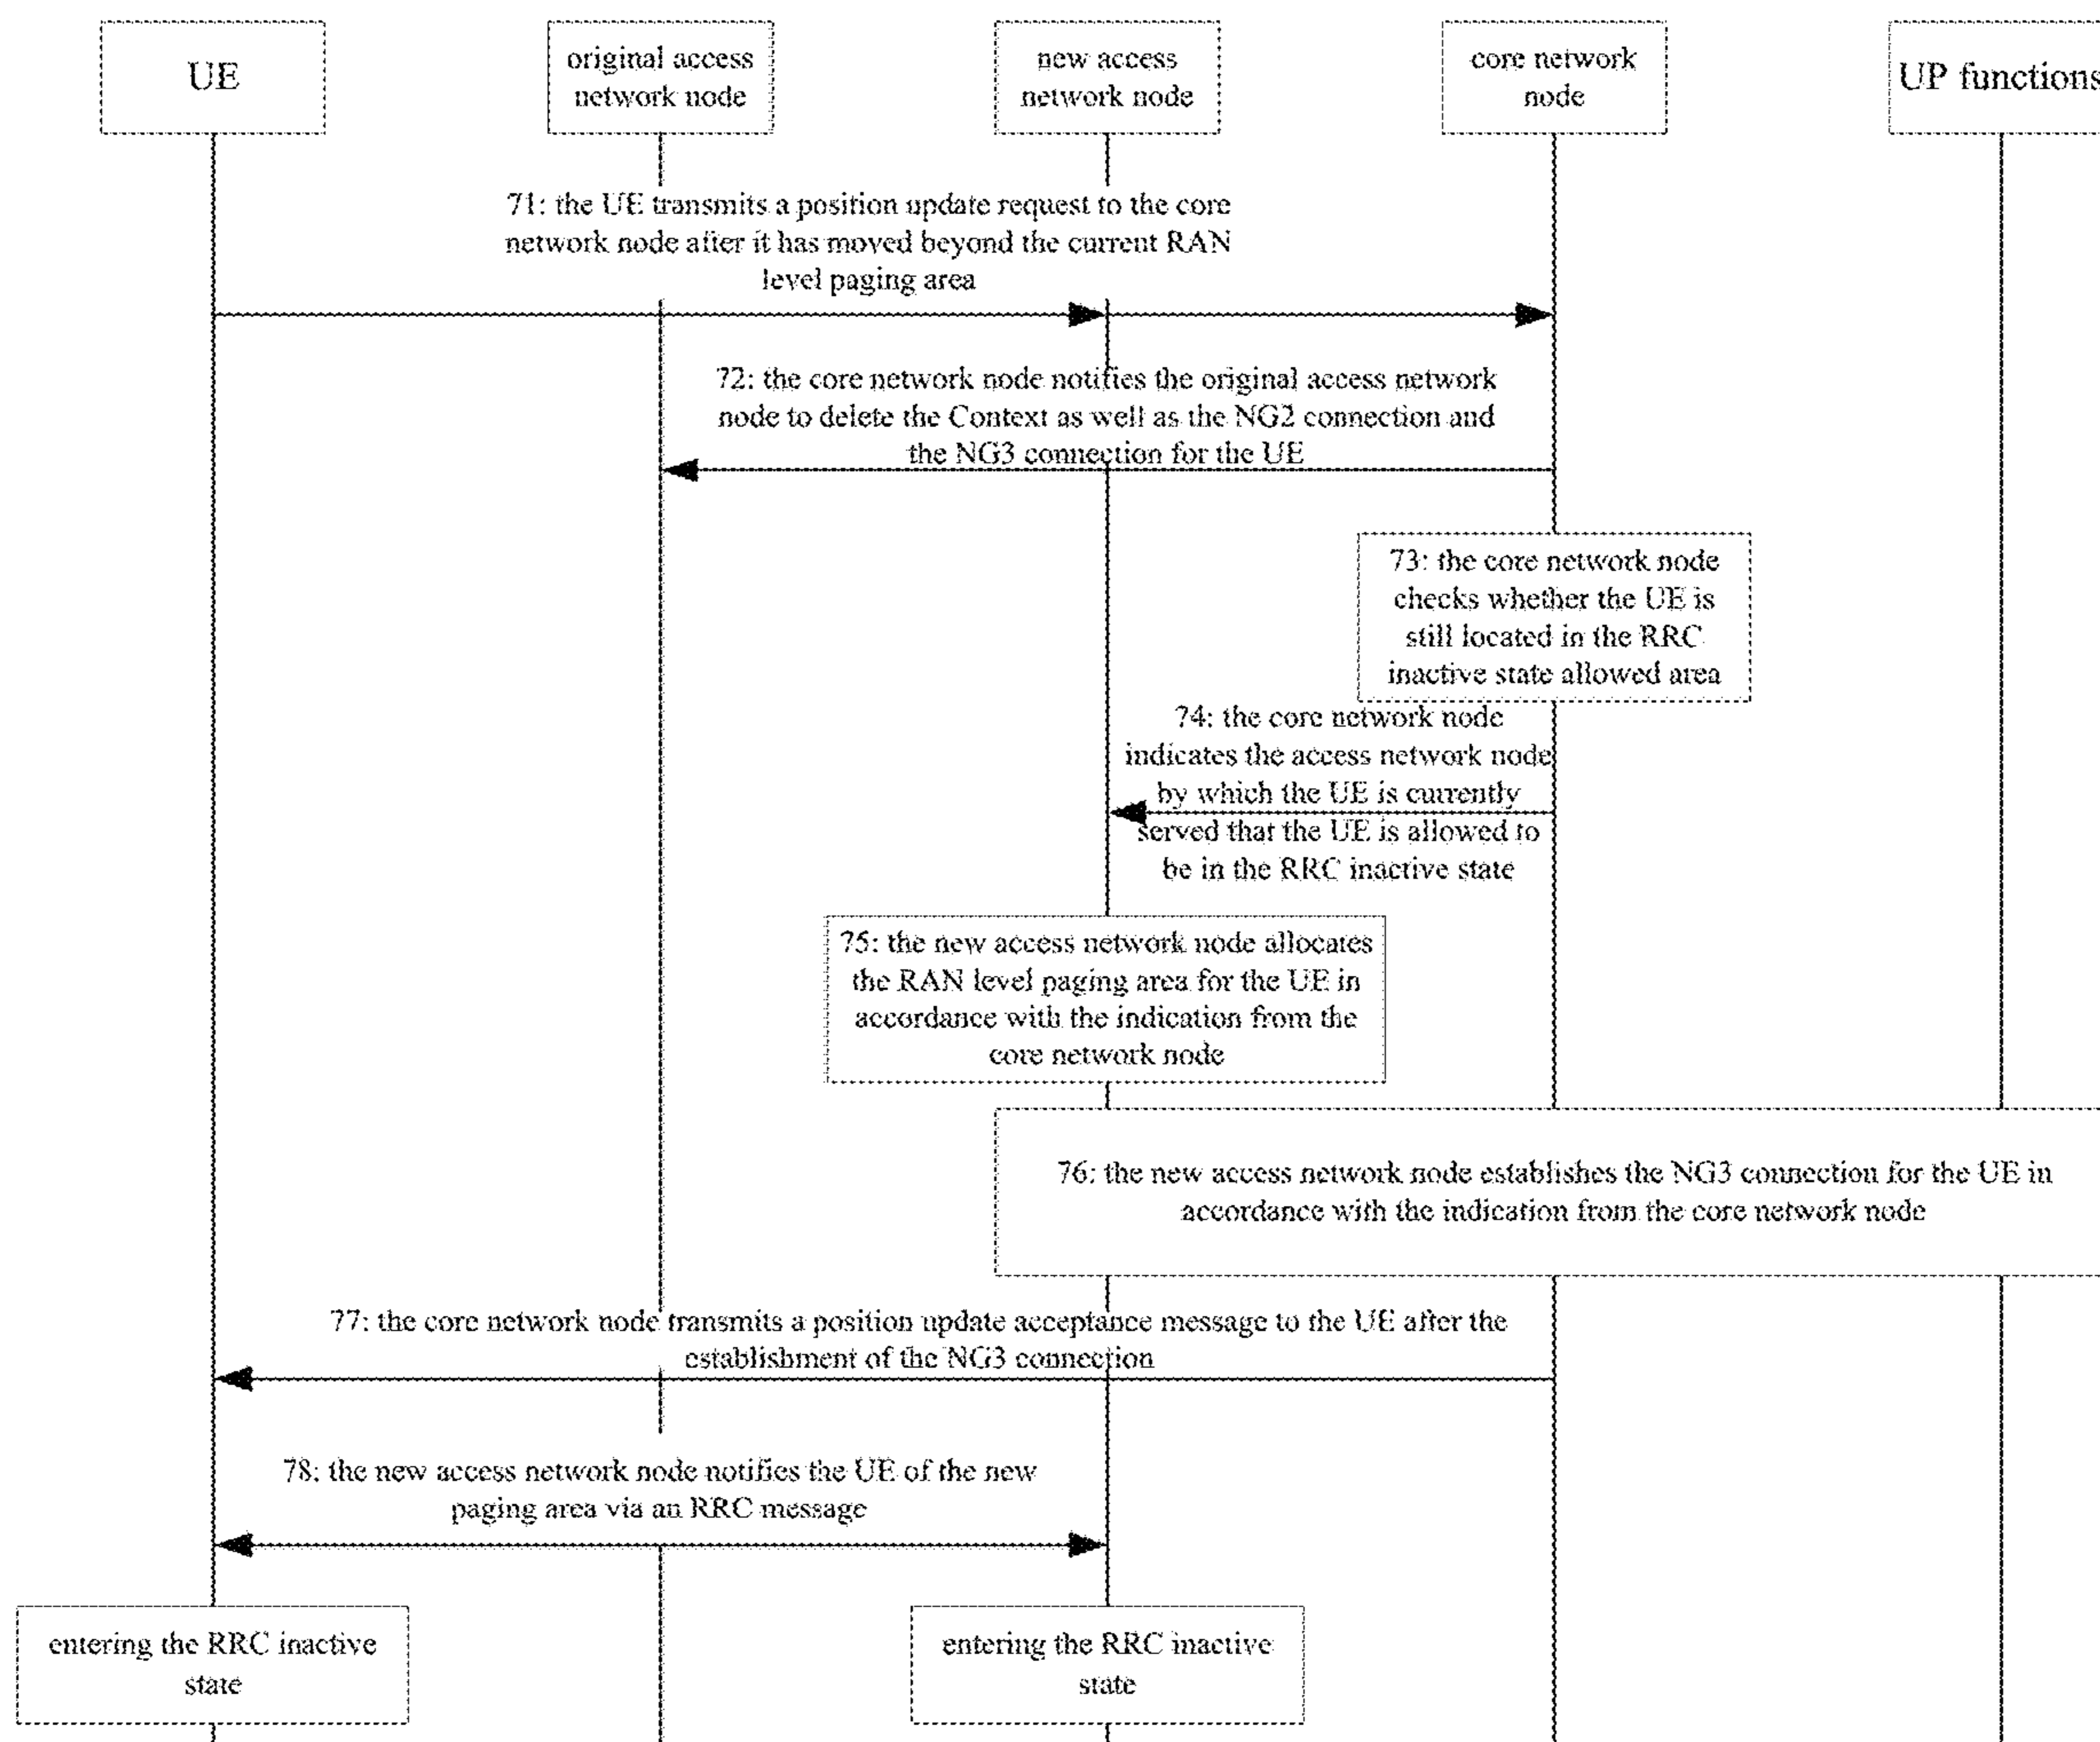 UE
original access
network node
new access
network node
core network
node
UP functions
71: the UE transmits a position update request to the core
network node after it has moved beyond the current RAN
level paging area
72: the core network node notifies the original access network
node to delete the Context as well as the NG2 connection and
the NG3 connection for the UE
73: the core network node
checks whether the UE is
still located in the RRC
inactive state allowed area
74: the core network node
indicates the access network node
by which the UE is currently
served that the UE is allowed to
be in the RRC inactive state
75: the new access network node allocates
the RAN level paging area for the UE in
accordance with the indication from the
core network node
76: the new access network node establishes the NG3 connection for the UE in
accordance with the indication from the core network node
77: the core network node transmits a position update acceptance message to the UE after the
establishment of the NG3 connection
78: the new access network node notifies the UE of the new
paging area via an RRC message
entering the RRC inactive
state
entering the RRC inactive
state